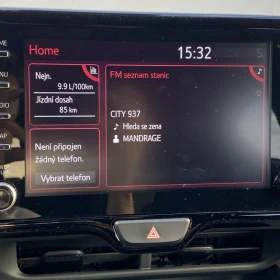 Home
15:32
Nejn.
9.9 L/100km
Jízdní dosah
85 km
Není připojen
žádný telefon.
Vybrat telefon
FM seznam stanic
CITY 937
Hleda se zena
MANDRAGE